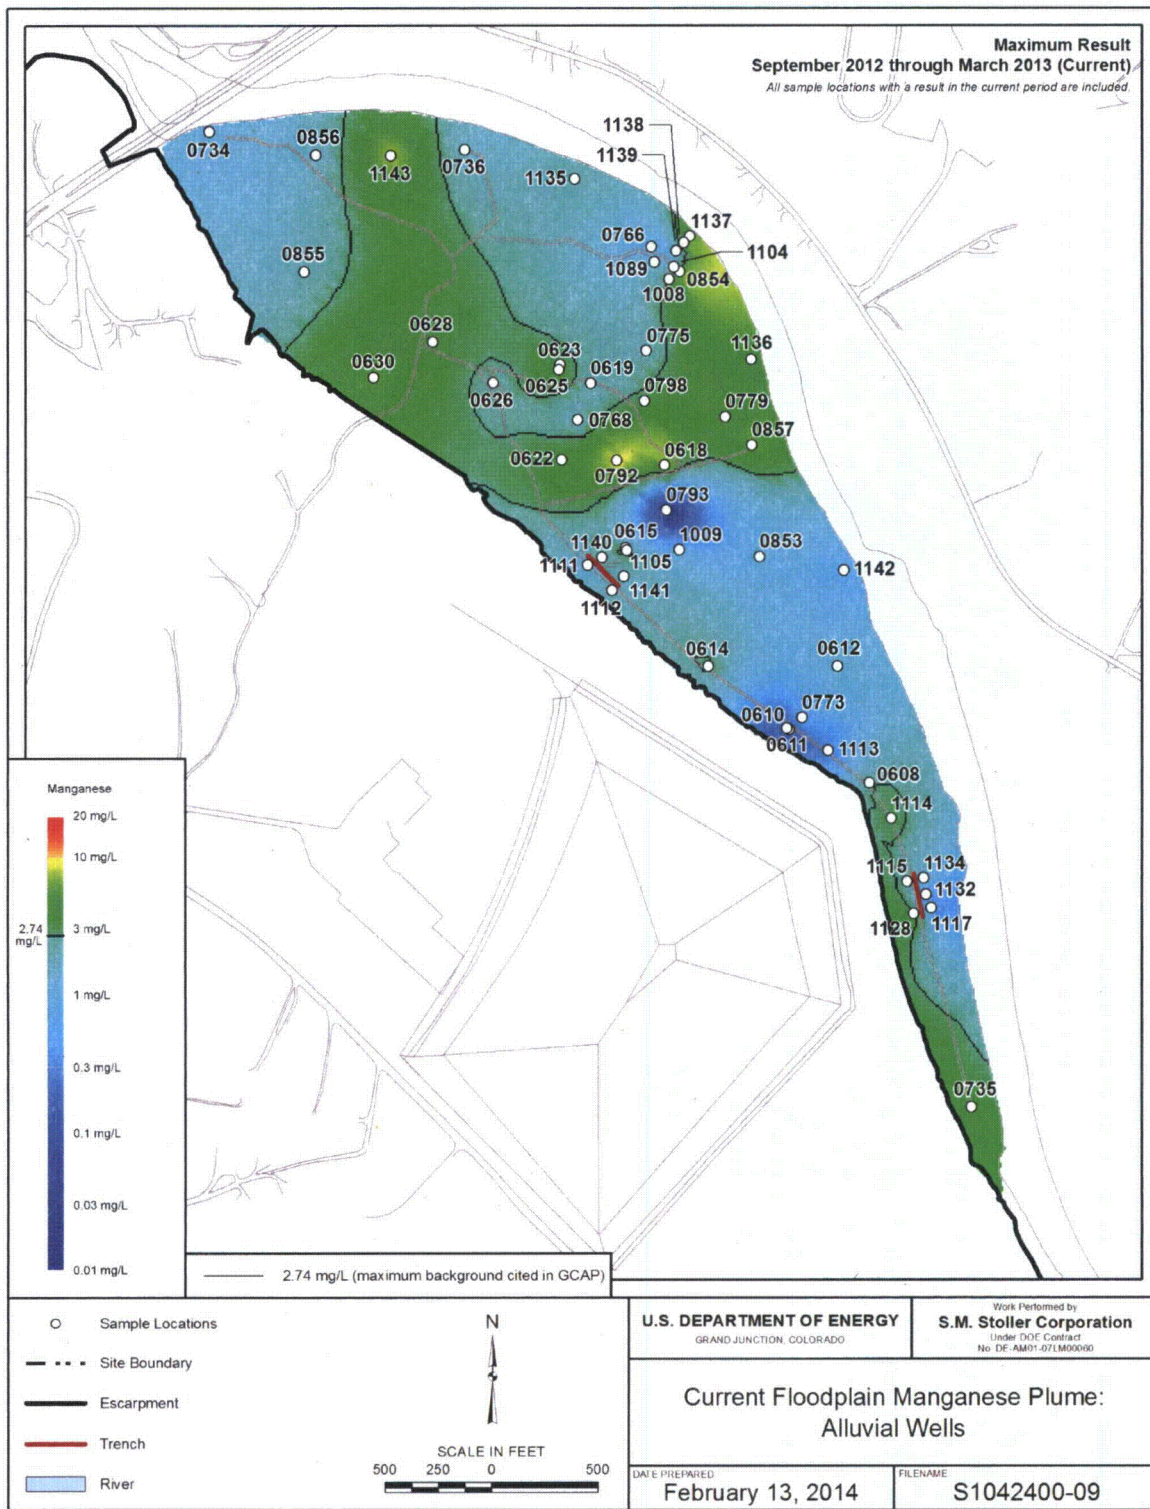 Maximum Result
September 2012 through March 2013 (Current)
All sample locations with a result in the current period are included.
1138
1139
0734
0856
1143
0736
1135
1137
0766
1104
1089
0854
1008
0855
0628
0775
0623
1136
0630
0619
0625
0798
0626
0779
0768
0857
0622
0618
0792
0793
0615
1009
0853
1140
1142
1111
1105
1141
1112
0614
0612
0773
0610
0611
1113
0608
1114
1115
1134
1132
1117
1128
0735
Manganese
20 mg/L
10 mg/L
2.74 mg/L
3 mg/L
1 mg/L
0.3 mg/L
0.1 mg/L
0.03 mg/L
0.01 mg/L
2.74 mg/L (maximum background cited in GCAP)
Sample Locations
Site Boundary
Escarpment
Trench
River
N
SCALE IN FEET
500 250 0 500
U.S. DEPARTMENT OF ENERGY
GRAND JUNCTION, COLORADO
Work Performed by
S.M. Stoller Corporation
Under DOE Contract
No. DE-AM01-07LM00060
Current Floodplain Manganese Plume:
Alluvial Wells
DATE PREPARED
February 13, 2014
FILENAME
S1042400-09